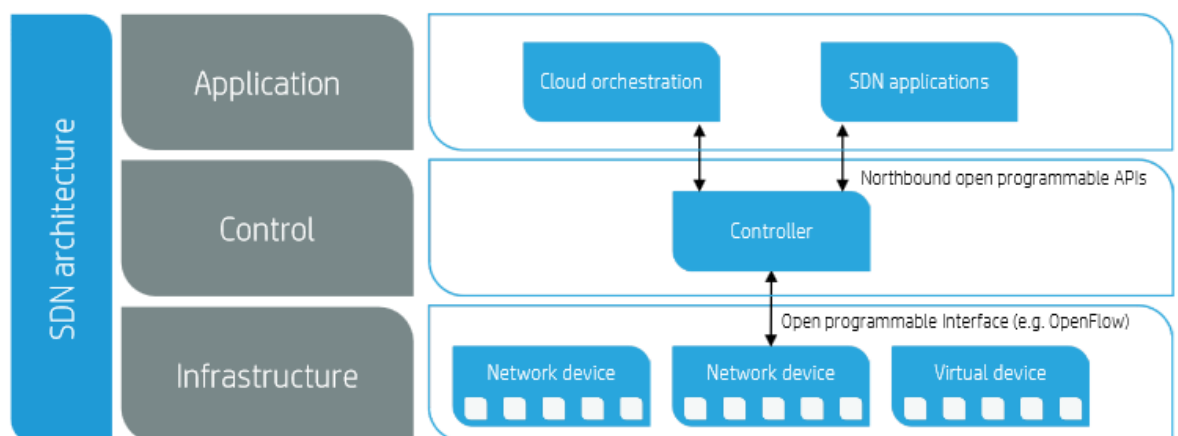 SDN architecture
Application
Cloud orchestration
SDN applications
Northbound open programmable APIs
Control
Controller
Open programmable Interface (e.g. OpenFlow)
Infrastructure
Network device
Network device
Virtual device